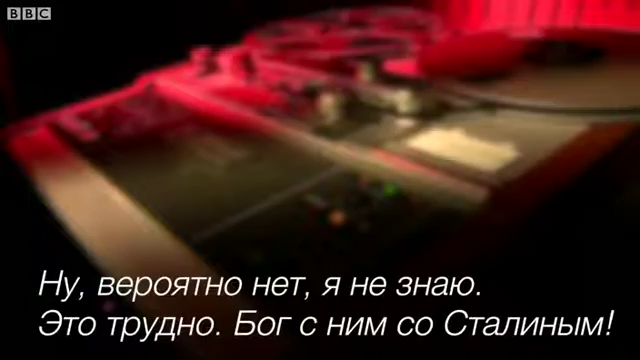 BBC
Ну, вероятно нет, я не знаю.
Это трудно. Бог с ним со Сталиным!